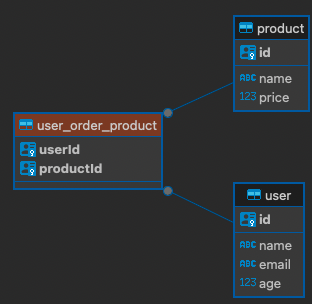 product
id
ABC name
123 price
user_order_product
userId
productId
user
id
ABC name
ABC email
123 age